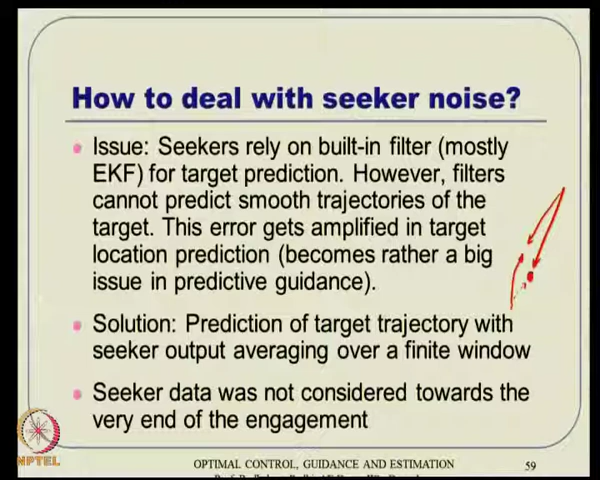 How to deal with seeker noise?
Issue: Seekers rely on built-in filter (mostly
EKF) for target prediction. However, filters
cannot predict smooth trajectories of the
target. This error gets amplified in target
location prediction (becomes rather a big
issue in predictive guidance).
Solution: Prediction of target trajectory with
seeker output averaging over a finite window
Seeker data was not considered towards the
very end of the engagement
NPTEL
OPTIMAL CONTROL, GUIDANCE AND ESTIMATION
59